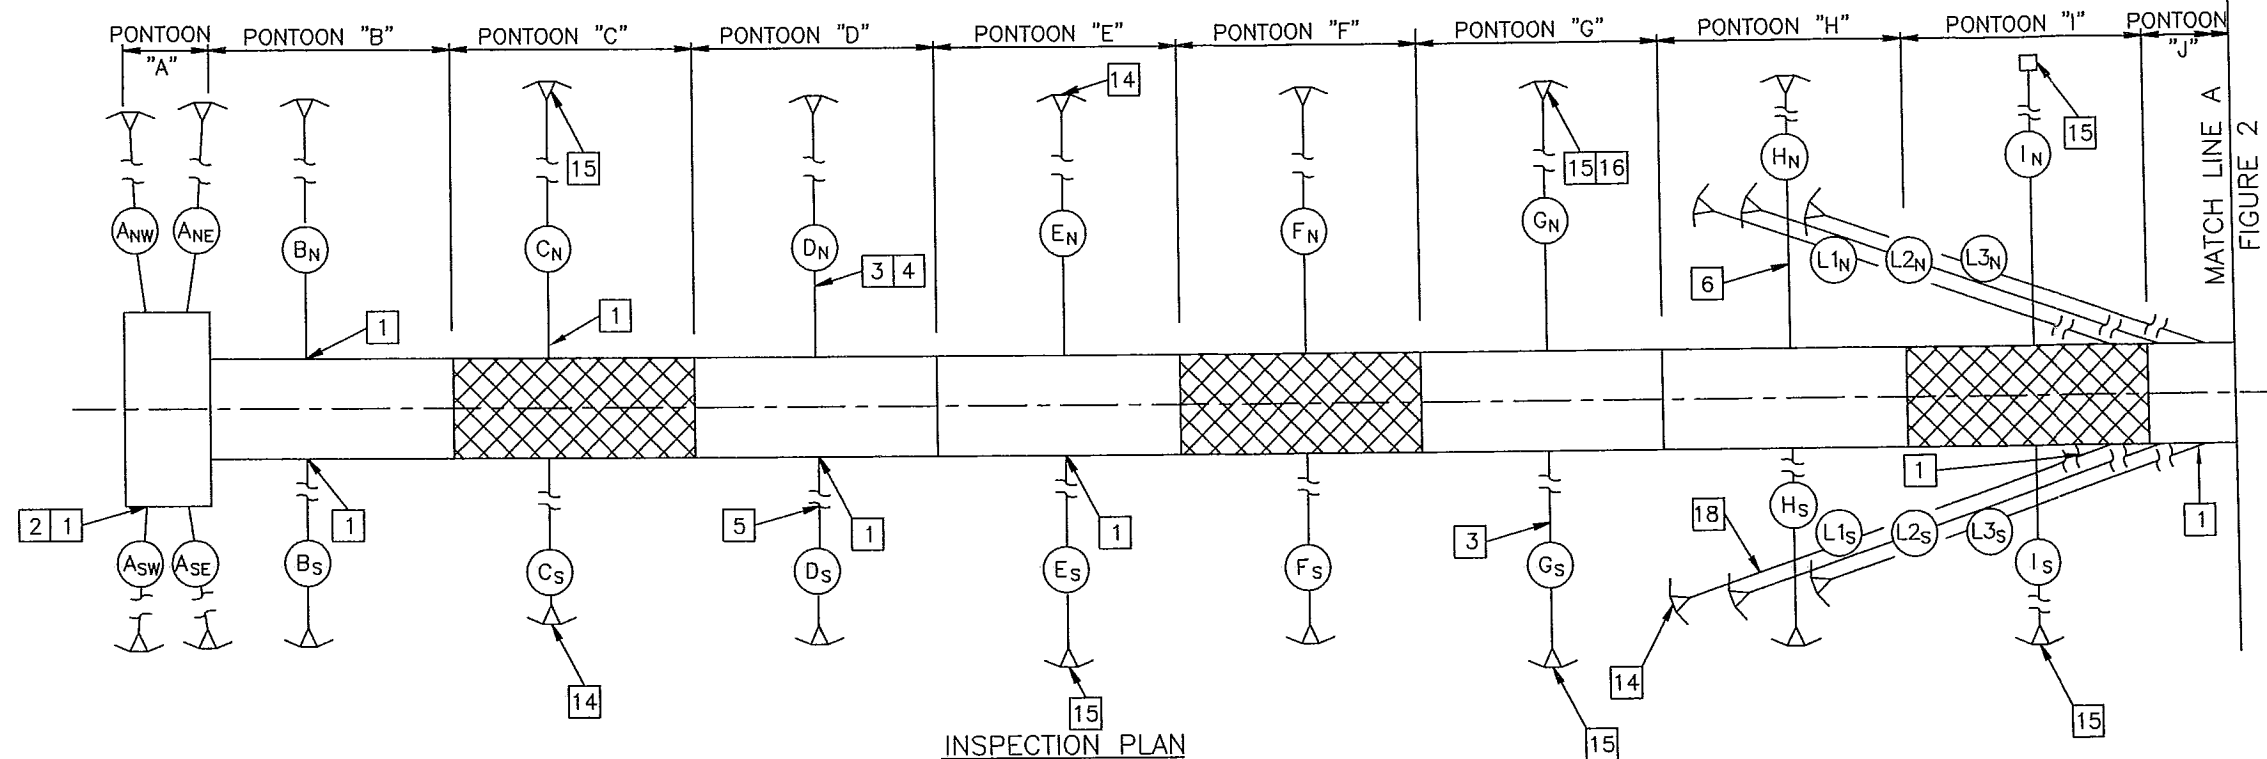 PONTOON "A"
PONTOON "B"
PONTOON "C"
PONTOON "D"
PONTOON "E"
PONTOON "F"
PONTOON "G"
PONTOON "H"
PONTOON "I"
PONTOON "J"
14
15
15
15 16
15
MATCH LINE A
FIGURE 2
ANW
ANE
BN
CN
DN
EN
FN
GN
HN
IN
L1N
L2N
L3N
3 4
6
1
1
2 1
1
5
1
1
3
18
1
1
ASW
ASE
BS
CS
DS
ES
FS
GS
HS
L1S
L2S
L3S
IS
14
15
15
14
15
INSPECTION PLAN